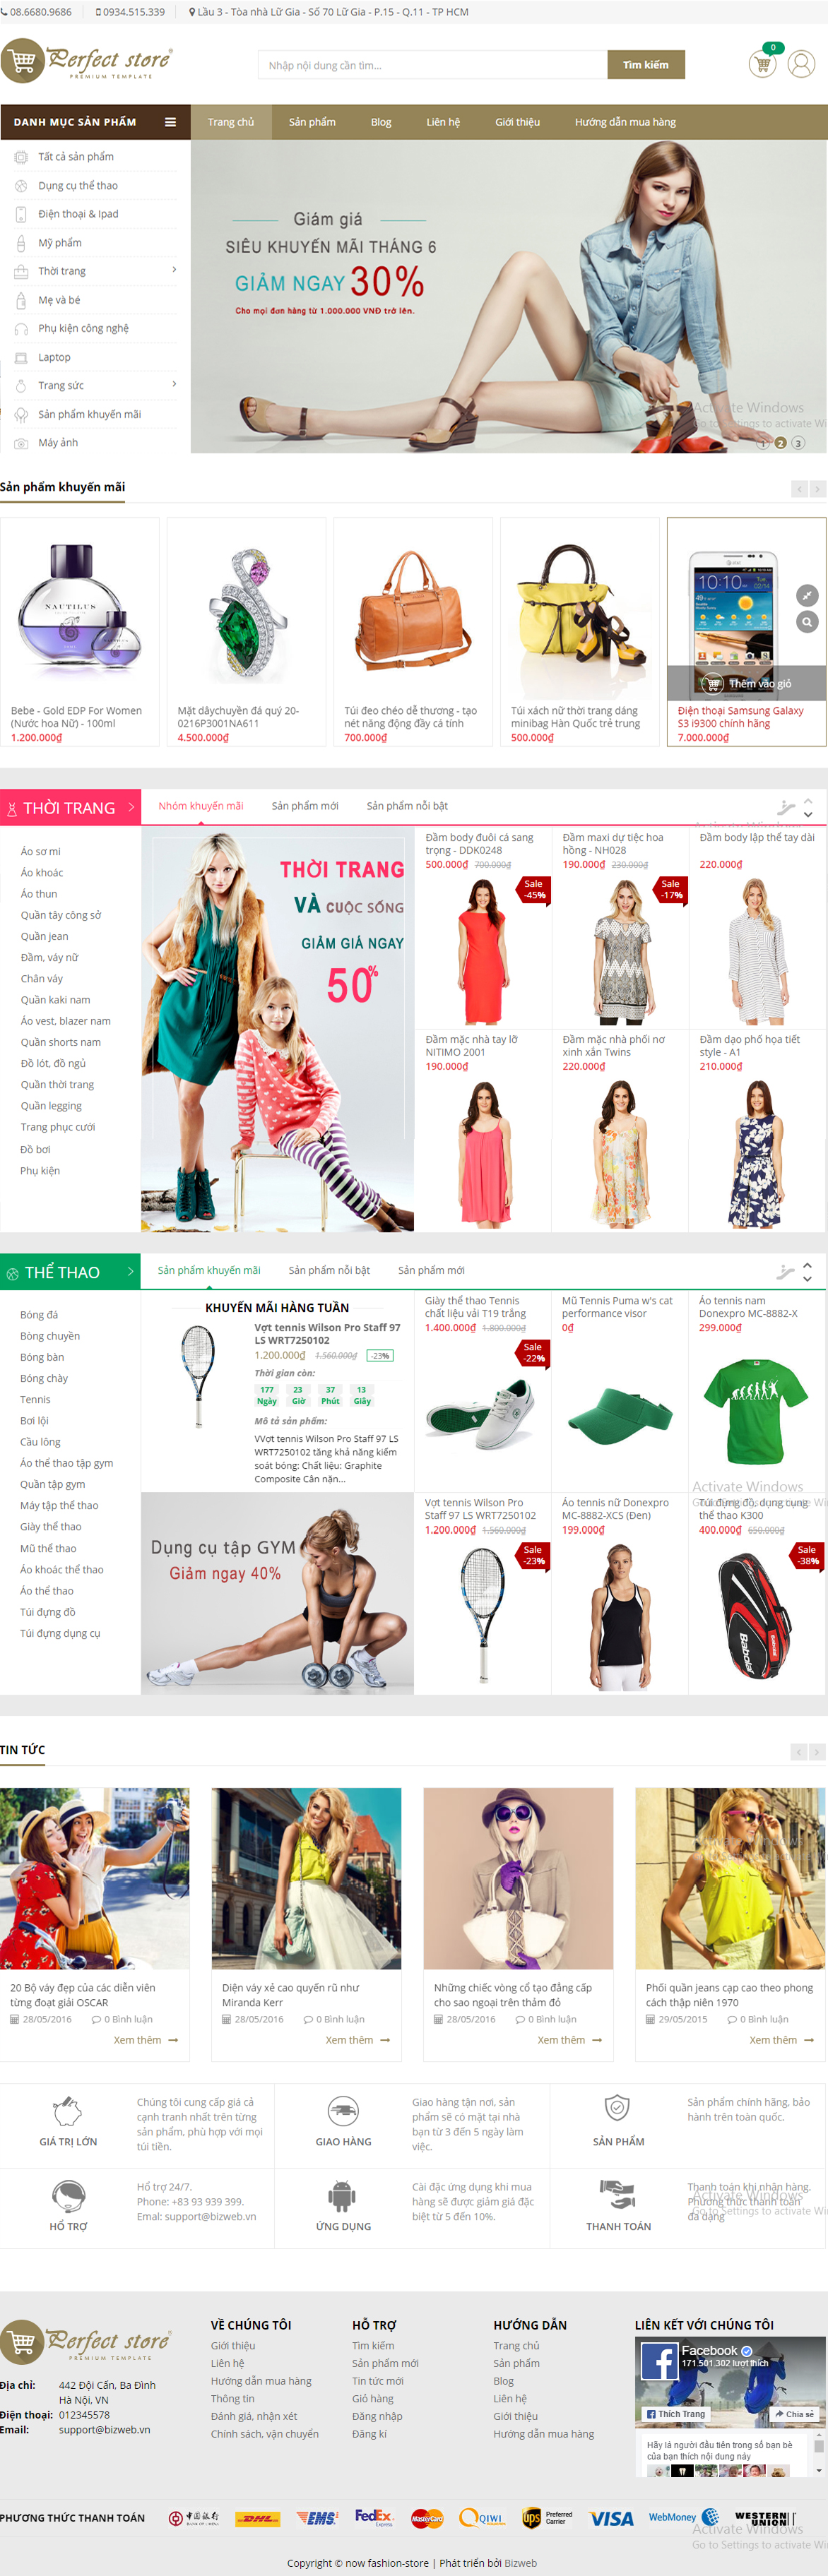 08.6680.9686
0934.515.339
Lầu 3 - Tòa nhà Lữ Gia - Số 70 Lữ Gia - P.15 - Q.11 - TP HCM
Perfect store
PREMIUM TEMPLATE
Nhập nội dung cần tìm...
Tìm kiếm
0
DANH MỤC SẢN PHẨM
Trang chủ
Sản phẩm
Blog
Liên hệ
Giới thiệu
Hướng dẫn mua hàng
Tất cả sản phẩm
Dụng cụ thể thao
Điện thoại & Ipad
Mỹ phẩm
Thời trang
Mẹ và bé
Phụ kiện công nghệ
Laptop
Trang sức
Sản phẩm khuyến mãi
Máy ảnh
Giảm giá
SIÊU KHUYẾN MÃI THÁNG 6
GIẢM NGAY 30%
Cho mọi đơn hàng từ 1.000.000 VNĐ trở lên.
Activate Windows
Go to Settings to activate Wi
1 2 3
Sản phẩm khuyến mãi
NAUTILUS
Bebe - Gold EDP For Women
(Nước hoa Nữ) - 100ml
1.200.000₫
Mặt dâychuyền đá quý 20-
0216P3001NA611
4.500.000₫
Túi đeo chéo dễ thương - tạo
nét năng động đầy cá tính
700.000₫
Túi xách nữ thời trang dáng
minibag Hàn Quốc trẻ trung
500.000₫
10:10
Thêm vào giỏ
Điện thoại Samsung Galaxy
S3 i9300 chính hãng
7.000.000₫
THỜI TRANG
Nhóm khuyến mãi
Sản phẩm mới
Sản phẩm nỗi bật
Áo sơ mi
Áo khoác
Áo thun
Quần tây công sở
Quần jean
Đầm, váy nữ
Chân váy
Quần kaki nam
Áo vest, blazer nam
Quần shorts nam
Đồ lót, đồ ngủ
Quần thời trang
Quần legging
Trang phục cưới
Đồ bơi
Phụ kiện
THỜI TRANG
VÀ CUỘC SỐNG
GIẢM GIÁ NGAY
50%
Đầm body đuôi cá sang
trọng - DDK0248
500.000₫ 700.000₫
Sale
-45%
Đầm maxi dự tiệc hoa
hồng - NH028
190.000₫ 230.000₫
Sale
-17%
Đầm body lập thể tay dài
220.000₫
Đầm mặc nhà tay lỡ
NITIMO 2001
190.000₫
Đầm mặc nhà phối nơ
xinh xắn Twins
220.000₫
Đầm dạo phố họa tiết
style - A1
210.000₫
THỂ THAO
Sản phẩm khuyến mãi
Sản phẩm nỗi bật
Sản phẩm mới
Bóng đá
Bóng chuyền
Bóng bàn
Bóng chày
Tennis
Bơi lội
Cầu lông
Áo thể thao tập gym
Quần tập gym
Máy tập thể thao
Giày thể thao
Mũ thể thao
Áo khoác thể thao
Áo thể thao
Túi đựng đồ
Túi đựng dụng cụ
KHUYẾN MÃI HÀNG TUẦN
Vợt tennis Wilson Pro Staff 97
LS WRT7250102
1.200.000₫ 1.560.000₫ -23%
Thời gian còn:
177 23 37 13
Ngày Giờ Phút Giây
Mô tả sản phẩm:
VVợt tennis Wilson Pro Staff 97 LS
WRT7250102 tăng khả năng kiểm
soát bóng: Chất liệu: Graphite
Composite Cân nặn...
Dụng cụ tập GYM
Giảm ngay 40%
Giày thể thao Tennis
chất liệu vải T19 trắng
1.400.000₫ 1.800.000₫
Sale
-22%
Mũ Tennis Puma w's cat
performance visor
0₫
Áo tennis nam
Donexpro MC-8882-X
299.000₫
Activate Windows
Go to Settings to activate Wi
Vợt tennis Wilson Pro
Staff 97 LS WRT7250102
1.200.000₫ 1.560.000₫
Sale
-23%
Áo tennis nữ Donexpro
MC-8882-XCS (Đen)
199.000₫
Túi đựng đồ, dụng cụng
thể thao K300
400.000₫ 650.000₫
Sale
-38%
Babolat
TIN TỨC
20 Bộ váy đẹp của các diễn viên
từng đoạt giải OSCAR
28/05/2016 0 Bình luận
Xem thêm
Diện váy xẻ cao quyến rũ như
Miranda Kerr
28/05/2016 0 Bình luận
Xem thêm
Những chiếc vòng cổ tạo đẳng cấp
cho sao ngoại trên thảm đỏ
28/05/2016 0 Bình luận
Xem thêm
Phối quần jeans cạp cao theo phong
cách thập niên 1970
29/05/2015 0 Bình luận
Xem thêm
GIÁ TRỊ LỚN
Chúng tôi cung cấp giá cả
cạnh tranh nhất trên từng
sản phẩm, phù hợp với mọi
túi tiền.
GIAO HÀNG
Giao hàng tận nơi, sản
phẩm sẽ có mặt tại nhà
bạn từ 3 đến 5 ngày làm
việc.
SẢN PHẨM
Sản phẩm chính hãng, bảo
hành trên toàn quốc.
HỖ TRỢ
Hổ trợ 24/7.
Phone: +83 93 939 399.
Emal: support@bizweb.vn
ỨNG DỤNG
Cài đặc ứng dụng khi mua
hàng sẽ được giảm giá đặc
biệt từ 5 đến 10%.
THANH TOÁN
Thanh toán khi nhận hàng.
Phương thức thanh toán
đa dạng
Activate Windows
Go to Settings to activate Wi
Perfect store
PREMIUM TEMPLATE
Địa chỉ: 442 Đội Cấn, Ba Đình
Hà Nội, VN
Điện thoại: 012345578
Email: support@bizweb.vn
VỀ CHÚNG TÔI
Giới thiệu
Liên hệ
Hướng dẫn mua hàng
Thông tin
Đánh giá, nhận xét
Chính sách, vận chuyển
HỖ TRỢ
Tìm kiếm
Sản phẩm mới
Tin tức mới
Giỏ hàng
Đăng nhập
Đăng kí
HƯỚNG DẪN
Trang chủ
Sản phẩm
Blog
Liên hệ
Giới thiệu
Hướng dẫn mua hàng
LIÊN KẾT VỚI CHÚNG TÔI
Facebook
171.501.302 lượt thích
Thích Trang
Chia sẻ
Hãy là người đầu tiên trong số bạn bè
của bạn thích nội dung này
PHƯƠNG THỨC THANH TOÁN
中国银行
BANK OF CHINA
DHL
EMS
FedEx
Express
MasterCard
QIWI
ups
Preferred
Carrier
VISA
WebMoney
WESTERN
UNION
Activate Windows
Go to Settings to activate Wi
Copyright © now fashion-store | Phát triển bởi Bizweb